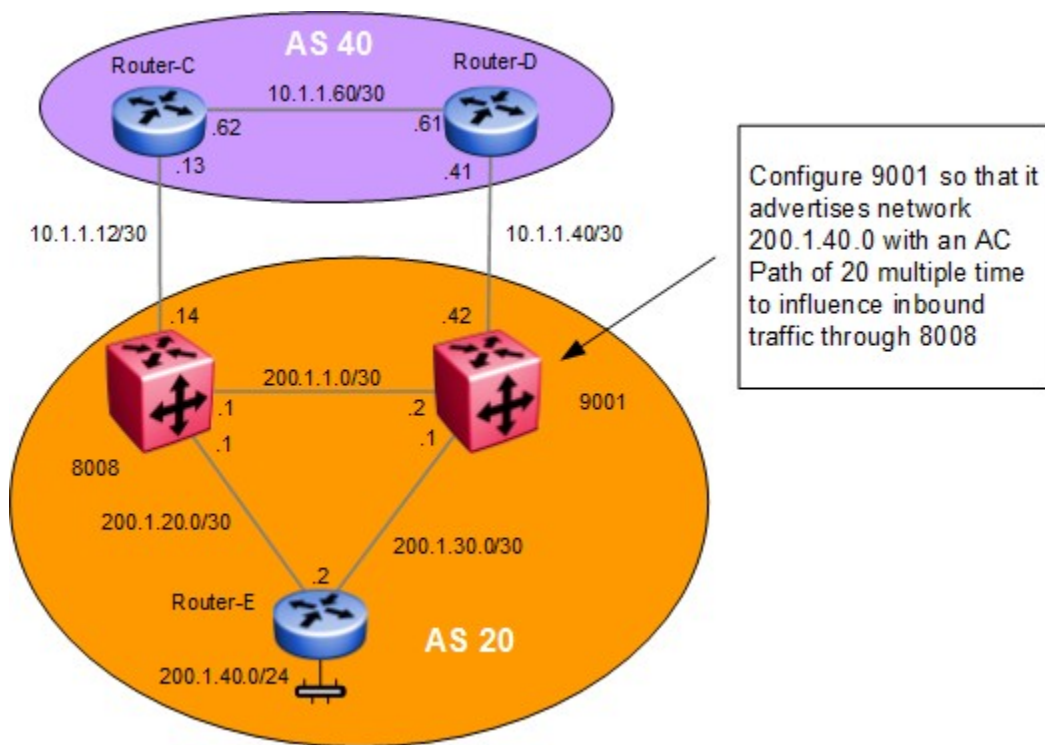 AS 40
Router-C
Router-D
10.1.1.60/30
.62
.61
.13
.41
10.1.1.12/30
10.1.1.40/30
Configure 9001 so that it
advertises network
200.1.40.0 with an AC
Path of 20 multiple time
to influence inbound
traffic through 8008
.14
.42
200.1.1.0/30
.1
.2
9001
.1
.1
8008
200.1.20.0/30
200.1.30.0/30
.2
Router-E
AS 20
200.1.40.0/24